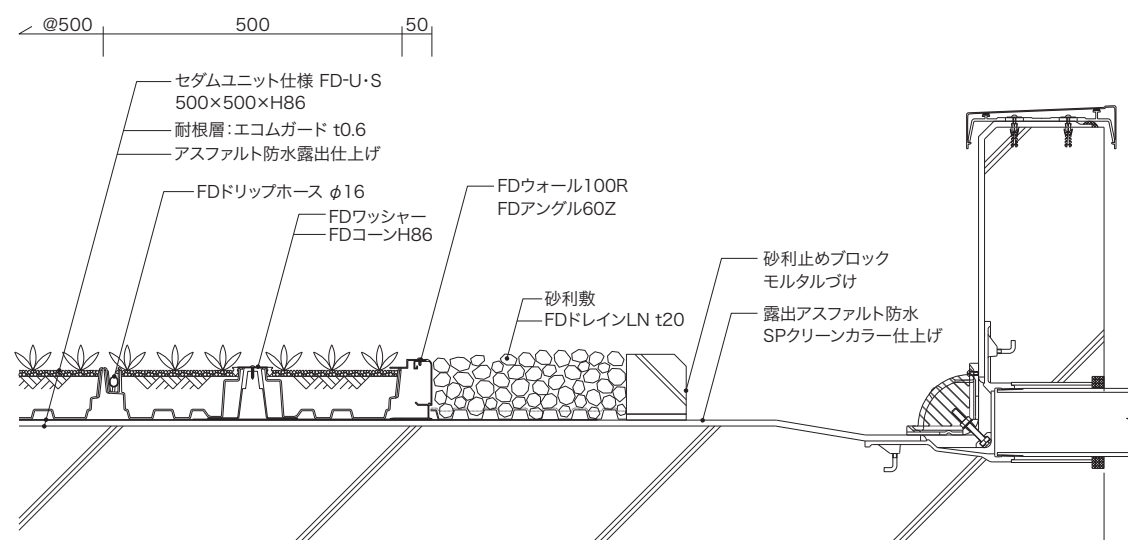 @500
500
50
セダムユニット仕様 FD-U・S
500×500×H86
耐根層：エコムガード t0.6
アスファルト防水露出仕上げ
FDドリップホース φ16
FDワッシャー
FDコーンH86
FDウォール100R
FDアングル60Z
砂利敷
FDドレインLN t20
砂利止めブロック
モルタルづけ
露出アスファルト防水
SPクリーンカラー仕上げ